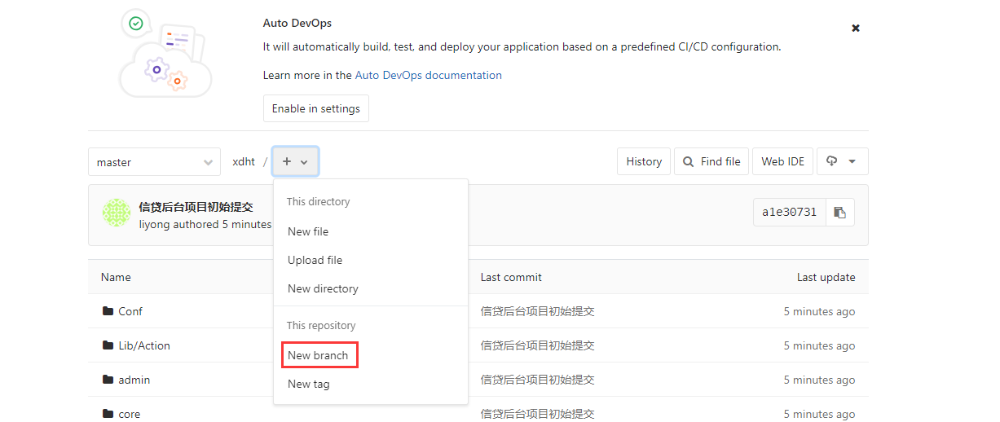 Auto DevOps
It will automatically build, test, and deploy your application based on a predefined CI/CD configuration.
Learn more in the Auto DevOps documentation
Enable in settings
master
xdht /
History
Find file
Web IDE
信贷后台项目初始提交
liyong authored 5 minutes
a1e30731
This directory
New file
Upload file
New directory
This repository
New branch
New tag
Name Last commit Last update
Conf 信贷后台项目初始提交 5 minutes ago
Lib/Action 信贷后台项目初始提交 5 minutes ago
admin 信贷后台项目初始提交 5 minutes ago
core 信贷后台项目初始提交 5 minutes ago